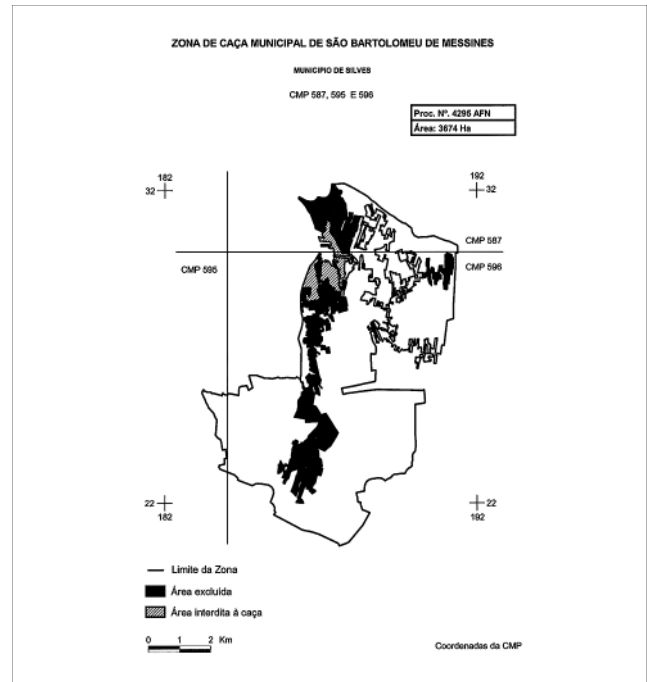 ZONA DE CAÇA MUNICIPAL DE SÃO BARTOLOMEU DE MESSINES
MUNICIPIO DE SILVES
CMP 587, 595 E 596
Proc. Nº. 4295 AFN
Área: 3674 Ha
182
32
192
32
CMP 587
CMP 595
CMP 596
22
182
22
192
Limite da Zona
Área excluída
Área interdita à caça
0 1 2 Km
Coordenadas da CMP